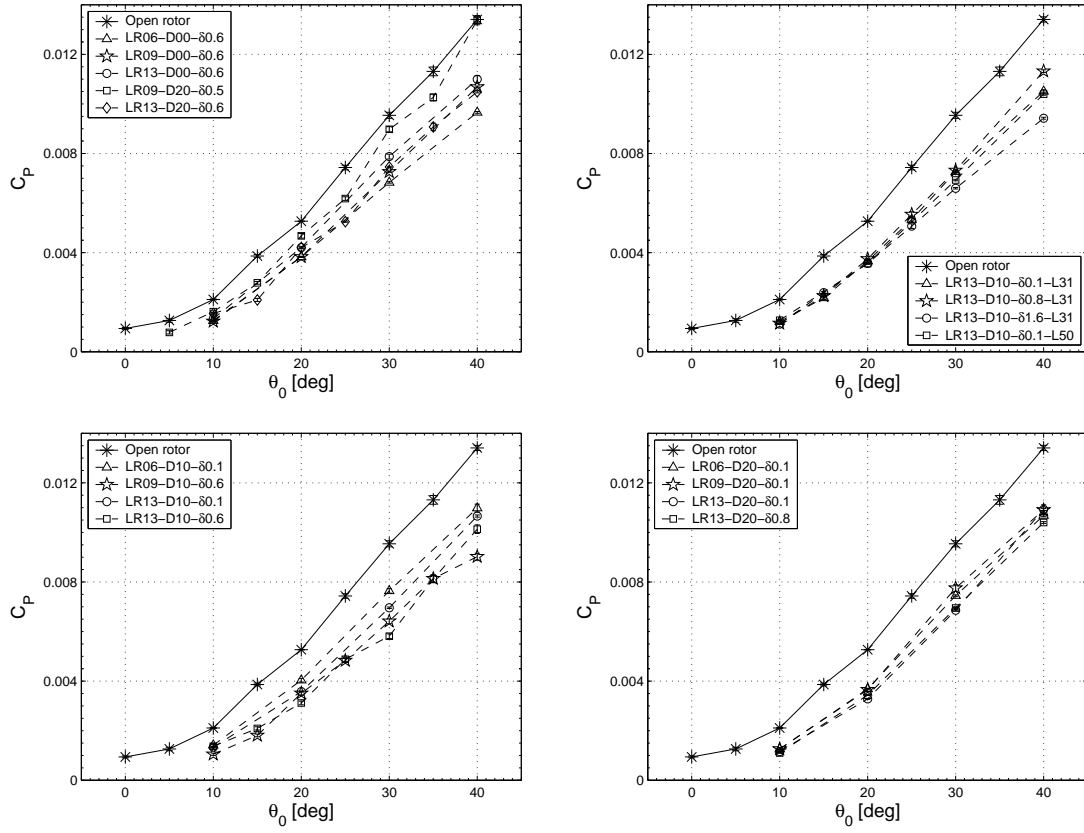 Open rotor
LR06−D00−δ0.6
LR09−D00−δ0.6
LR13−D00−δ0.6
LR09−D20−δ0.5
LR13−D20−δ0.6
0.012
0.008
0.004
0
C_P
0 10 20 30 40
θ_0 [deg]
Open rotor
LR13−D10−δ0.1−L31
LR13−D10−δ0.8−L31
LR13−D10−δ1.6−L31
LR13−D10−δ0.1−L50
0.012
0.008
0.004
0
C_P
0 10 20 30 40
θ_0 [deg]
Open rotor
LR06−D10−δ0.1
LR09−D10−δ0.6
LR13−D10−δ0.1
LR13−D10−δ0.6
0.012
0.008
0.004
0
C_P
0 10 20 30 40
θ_0 [deg]
Open rotor
LR06−D20−δ0.1
LR09−D20−δ0.1
LR13−D20−δ0.1
LR13−D20−δ0.8
0.012
0.008
0.004
0
C_P
0 10 20 30 40
θ_0 [deg]